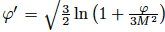 φ′ = √(3/2) ln (1 + φ/(3M²))